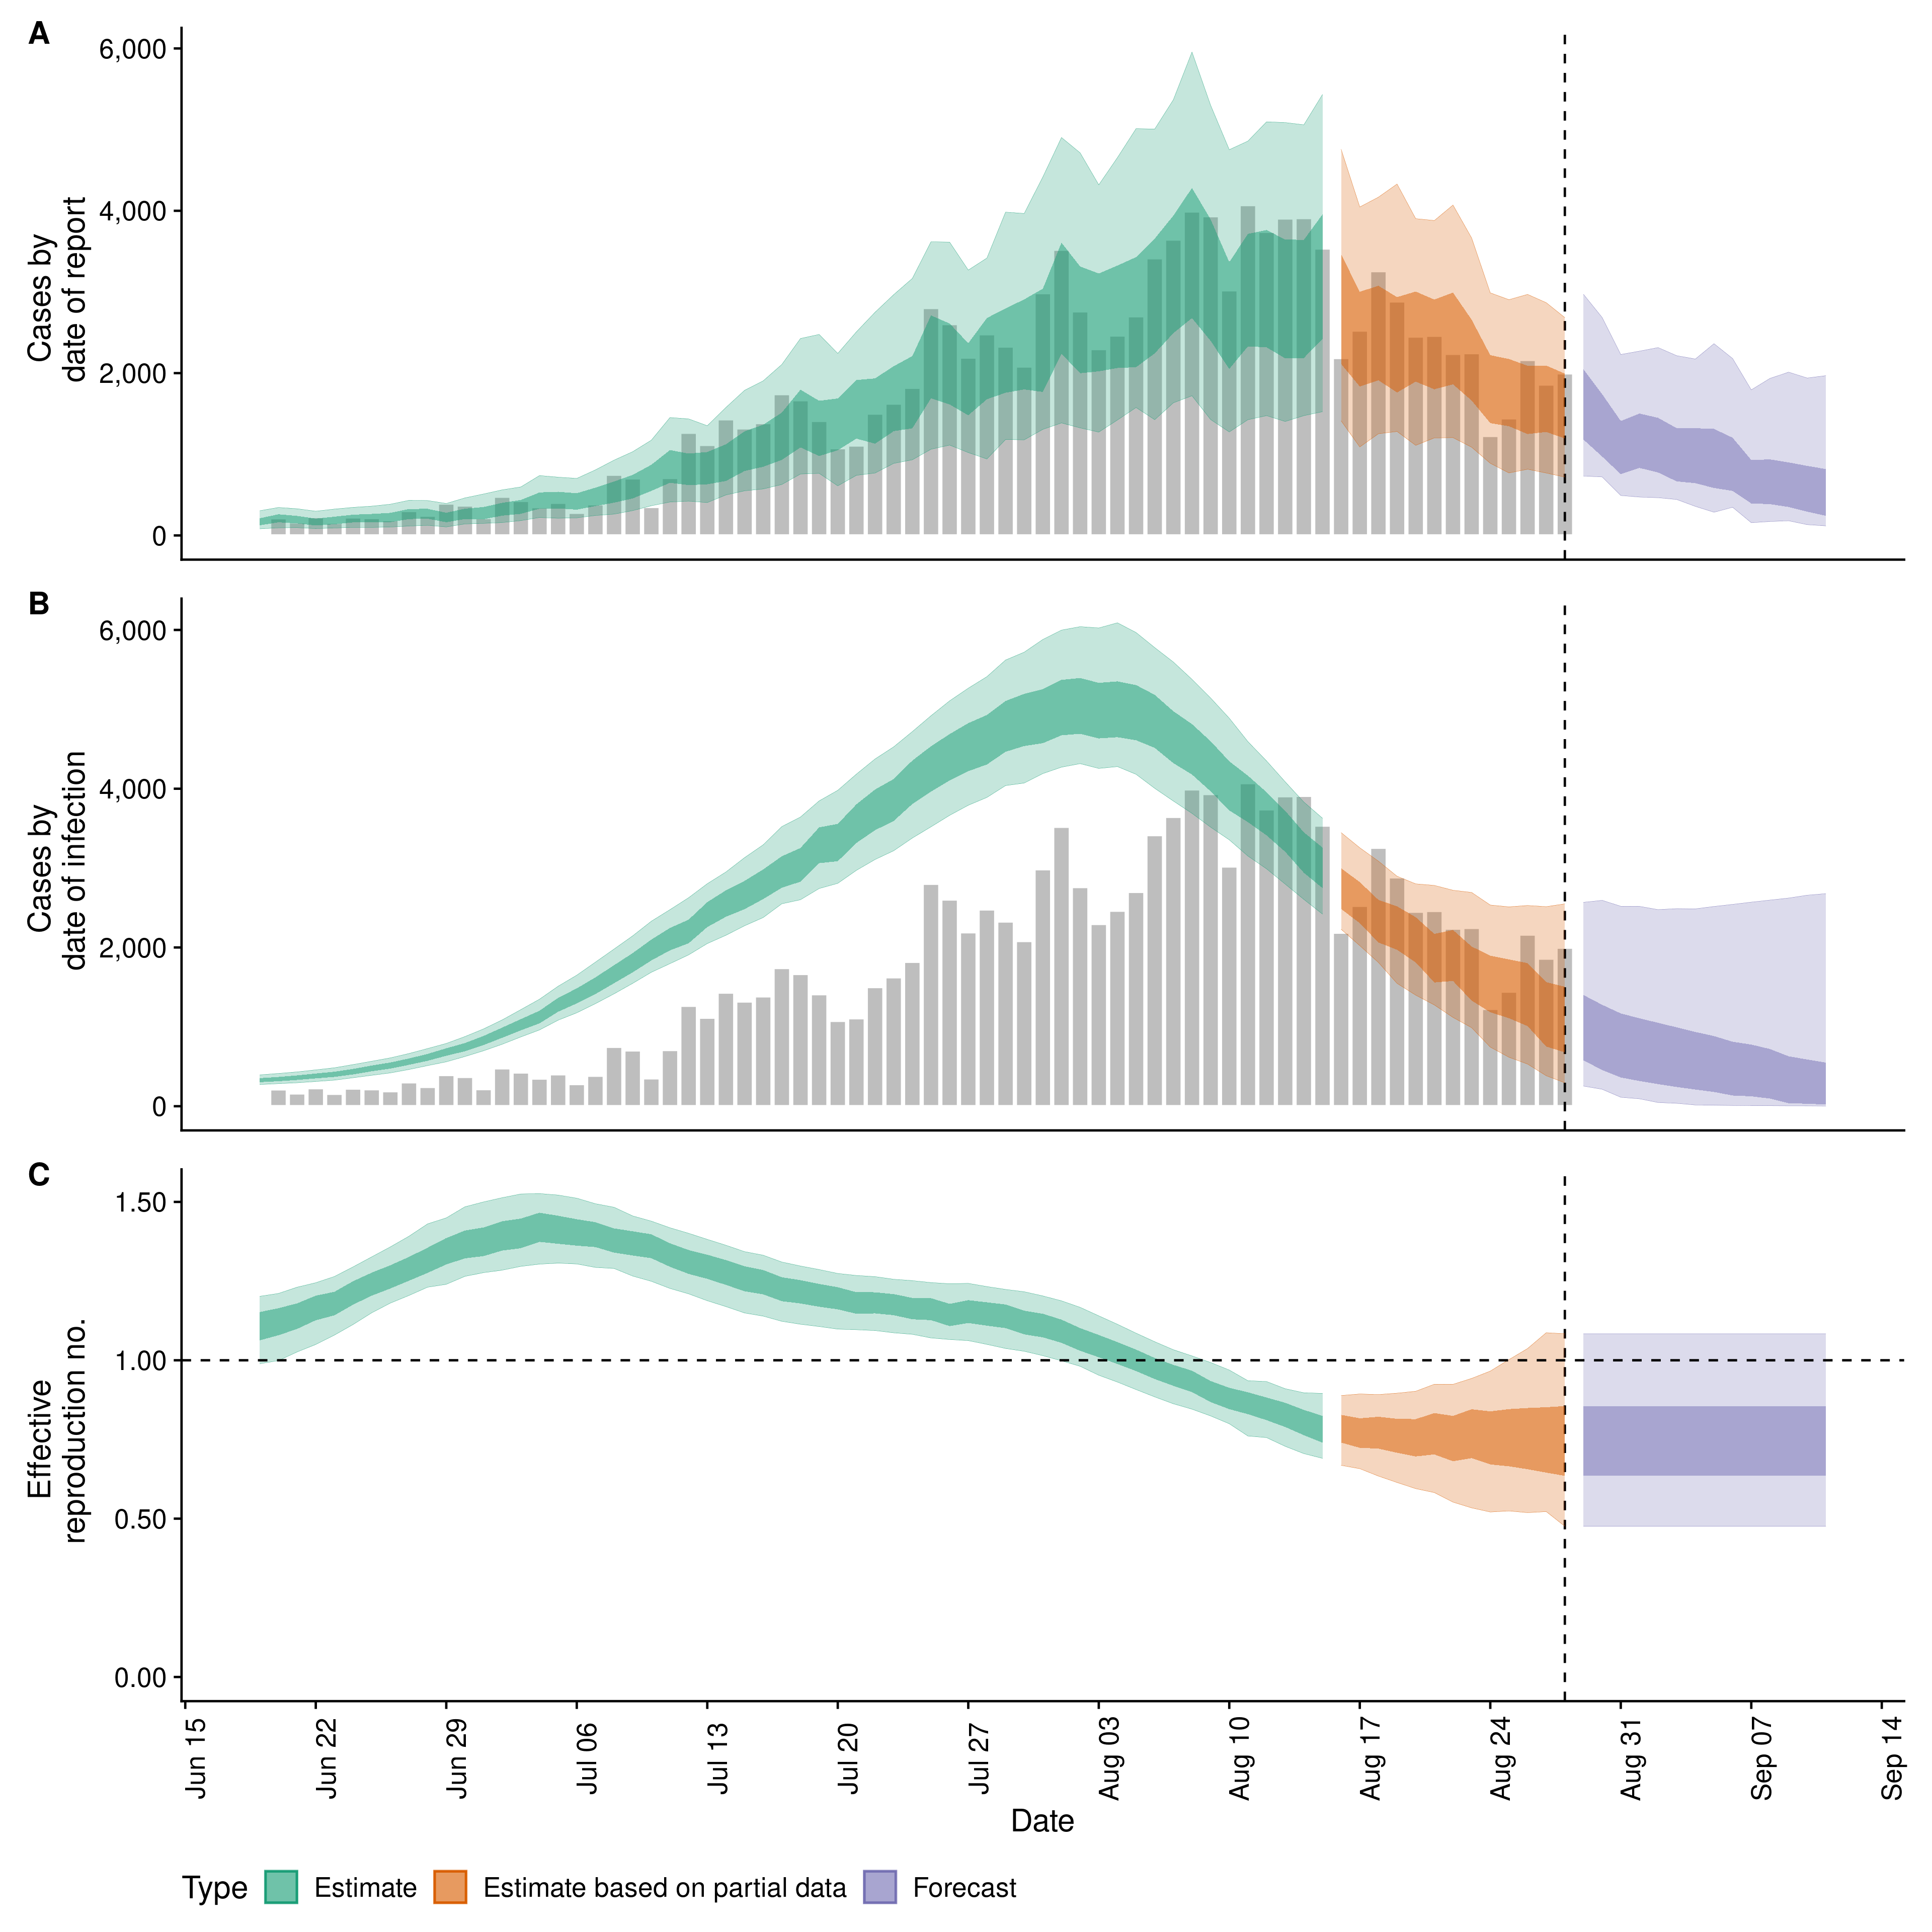 A
Cases by
date of report
6,000
4,000
2,000
0
B
Cases by
date of infection
6,000
4,000
2,000
0
C
Effective
reproduction no.
1.50
1.00
0.50
0.00
Jun 15
Jun 22
Jun 29
Jul 06
Jul 13
Jul 20
Jul 27
Aug 03
Aug 10
Aug 17
Aug 24
Aug 31
Sep 07
Sep 14
Date
Type Estimate Estimate based on partial data Forecast